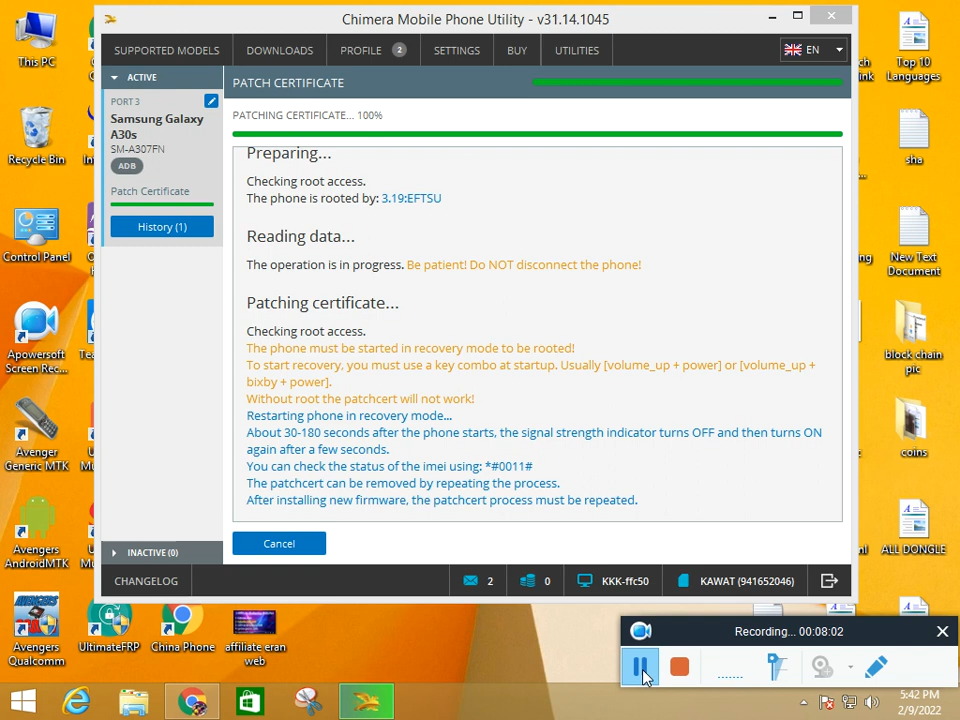 Chimera Mobile Phone Utility - v31.14.1045
SUPPORTED MODELS
DOWNLOADS
PROFILE 2
SETTINGS
BUY
UTILITIES
EN
ACTIVE
PORT 3
Samsung Galaxy
A30s
SM-A307FN
ADB
Patch Certificate
History (1)
PATCH CERTIFICATE
PATCHING CERTIFICATE... 100%
Preparing...
Checking root access.
The phone is rooted by: 3.19:EFTSU
Reading data...
The operation is in progress. Be patient! Do NOT disconnect the phone!
Patching certificate...
Checking root access.
The phone must be started in recovery mode to be rooted!
To start recovery, you must use a key combo at startup. Usually [volume_up + power] or [volume_up +
bixby + power].
Without root the patchcert will not work!
Restarting phone in recovery mode...
About 30-180 seconds after the phone starts, the signal strength indicator turns OFF and then turns ON
again after a few seconds.
You can check the status of the imei using: *#0011#
The patchcert can be removed by repeating the process.
After installing new firmware, the patchcert process must be repeated.
Cancel
INACTIVE (0)
CHANGELOG
2
0
KKK-ffc50
KAWAT (941652046)
This PC
Recycle Bin
Control Panel
Apowersoft
Screen Rec...
Avenger
Generic MTK
Avengers
AndroidMTK
Avengers
Qualcomm
UltimateFRP
China Phone
affiliate eran
web
Top 10
Languages
sha
New Text
Document
block chain
pic
coins
ALL DONGLE
Recording... 00:08:02
5:42 PM
2/9/2022